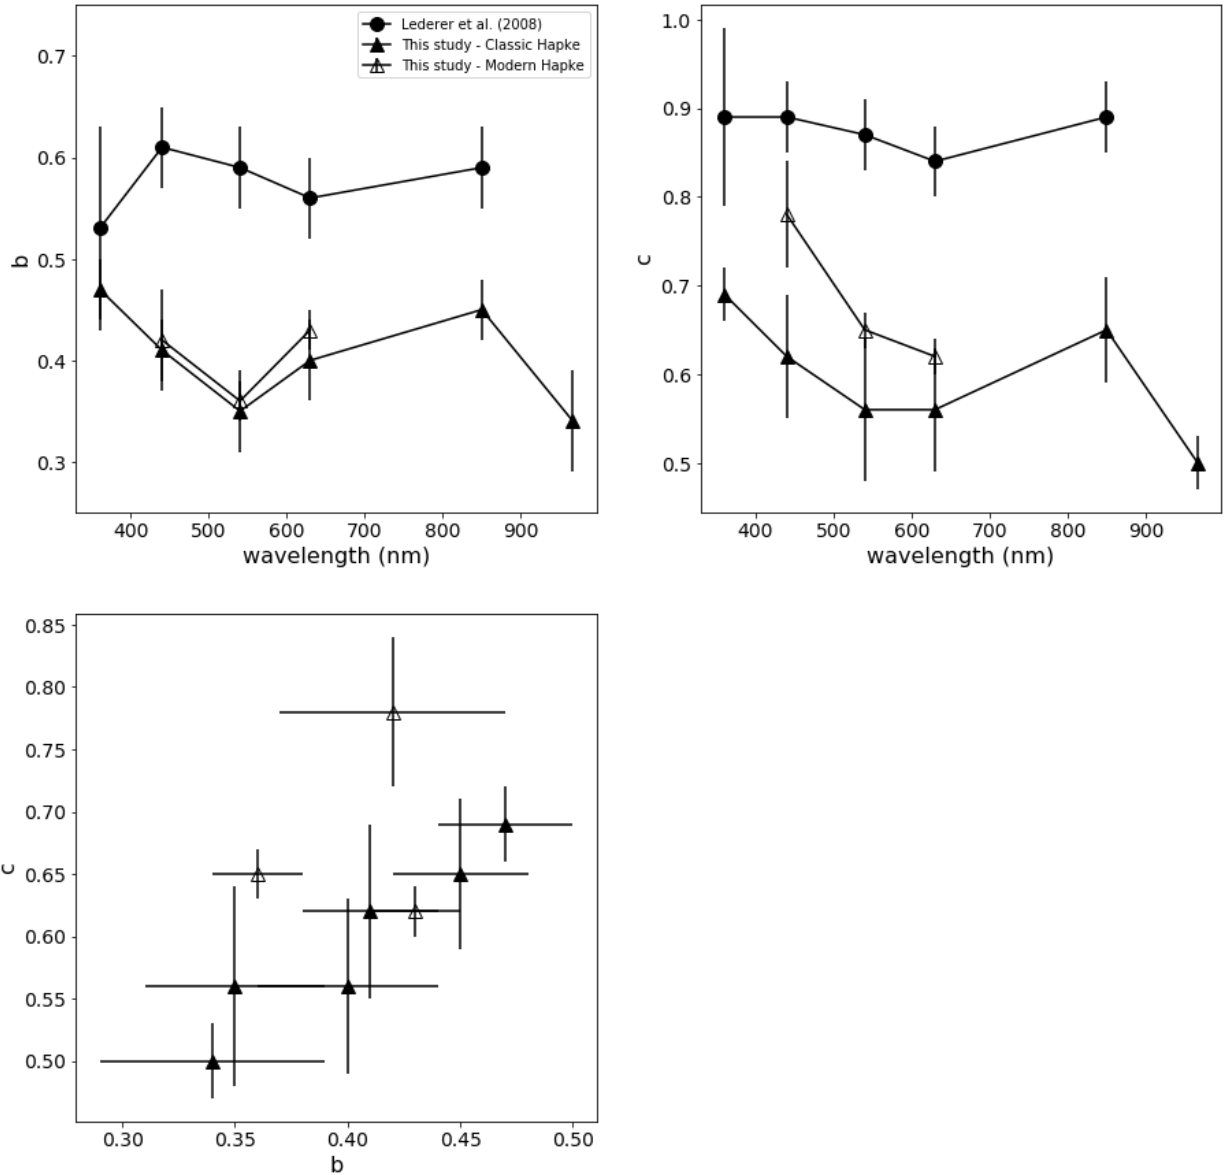 0.7
0.6
0.5
0.4
0.3
b
Lederer et al. (2008)
This study - Classic Hapke
This study - Modern Hapke
400 500 600 700 800 900
wavelength (nm)
1.0
0.9
0.8
0.7
0.6
0.5
c
400 500 600 700 800 900
wavelength (nm)
0.85
0.80
0.75
0.70
0.65
0.60
0.55
0.50
c
0.30 0.35 0.40 0.45 0.50
b